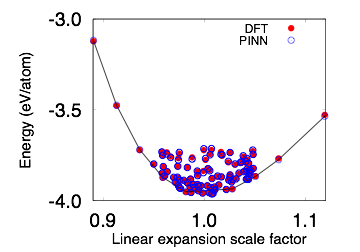 -3.0
DFT
PINN
-3.5
Energy (eV/atom)
-4.0
0.9 1.0 1.1
Linear expansion scale factor